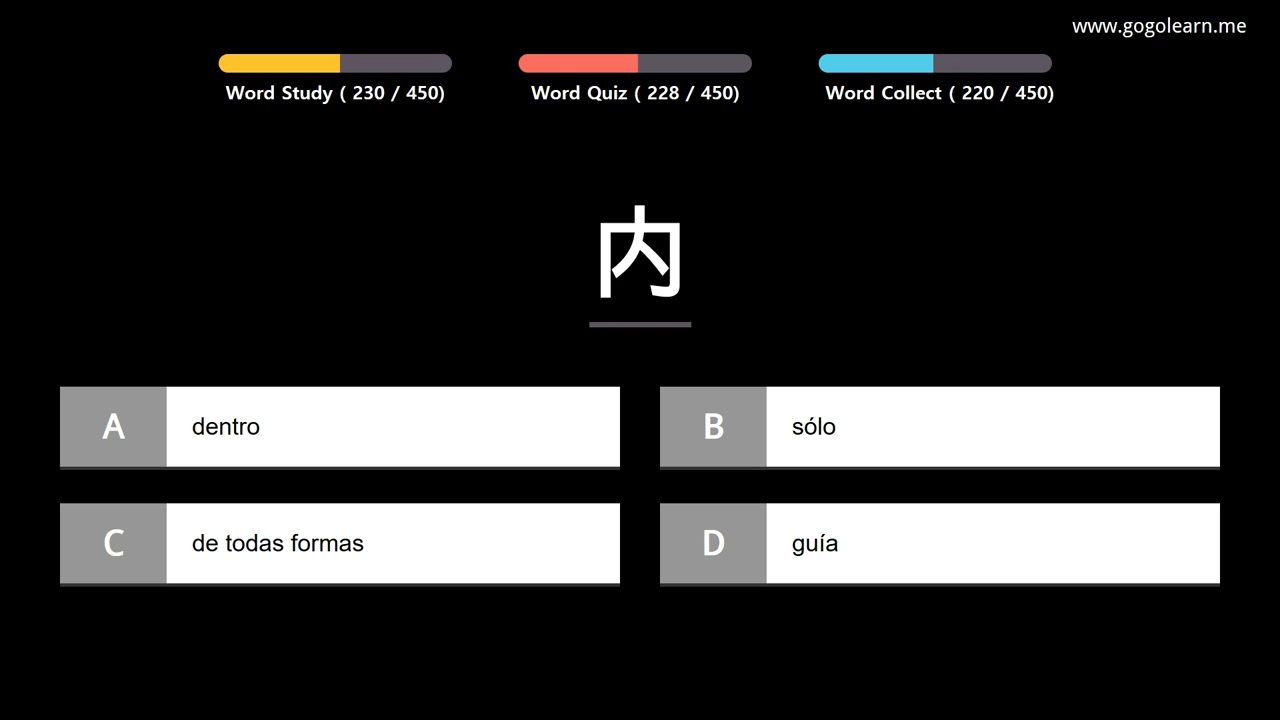 www.gogolearn.me
Word Study ( 230 / 450)
Word Quiz ( 228 / 450)
Word Collect ( 220 / 450)
内
A dentro
B sólo
C de todas formas
D guía